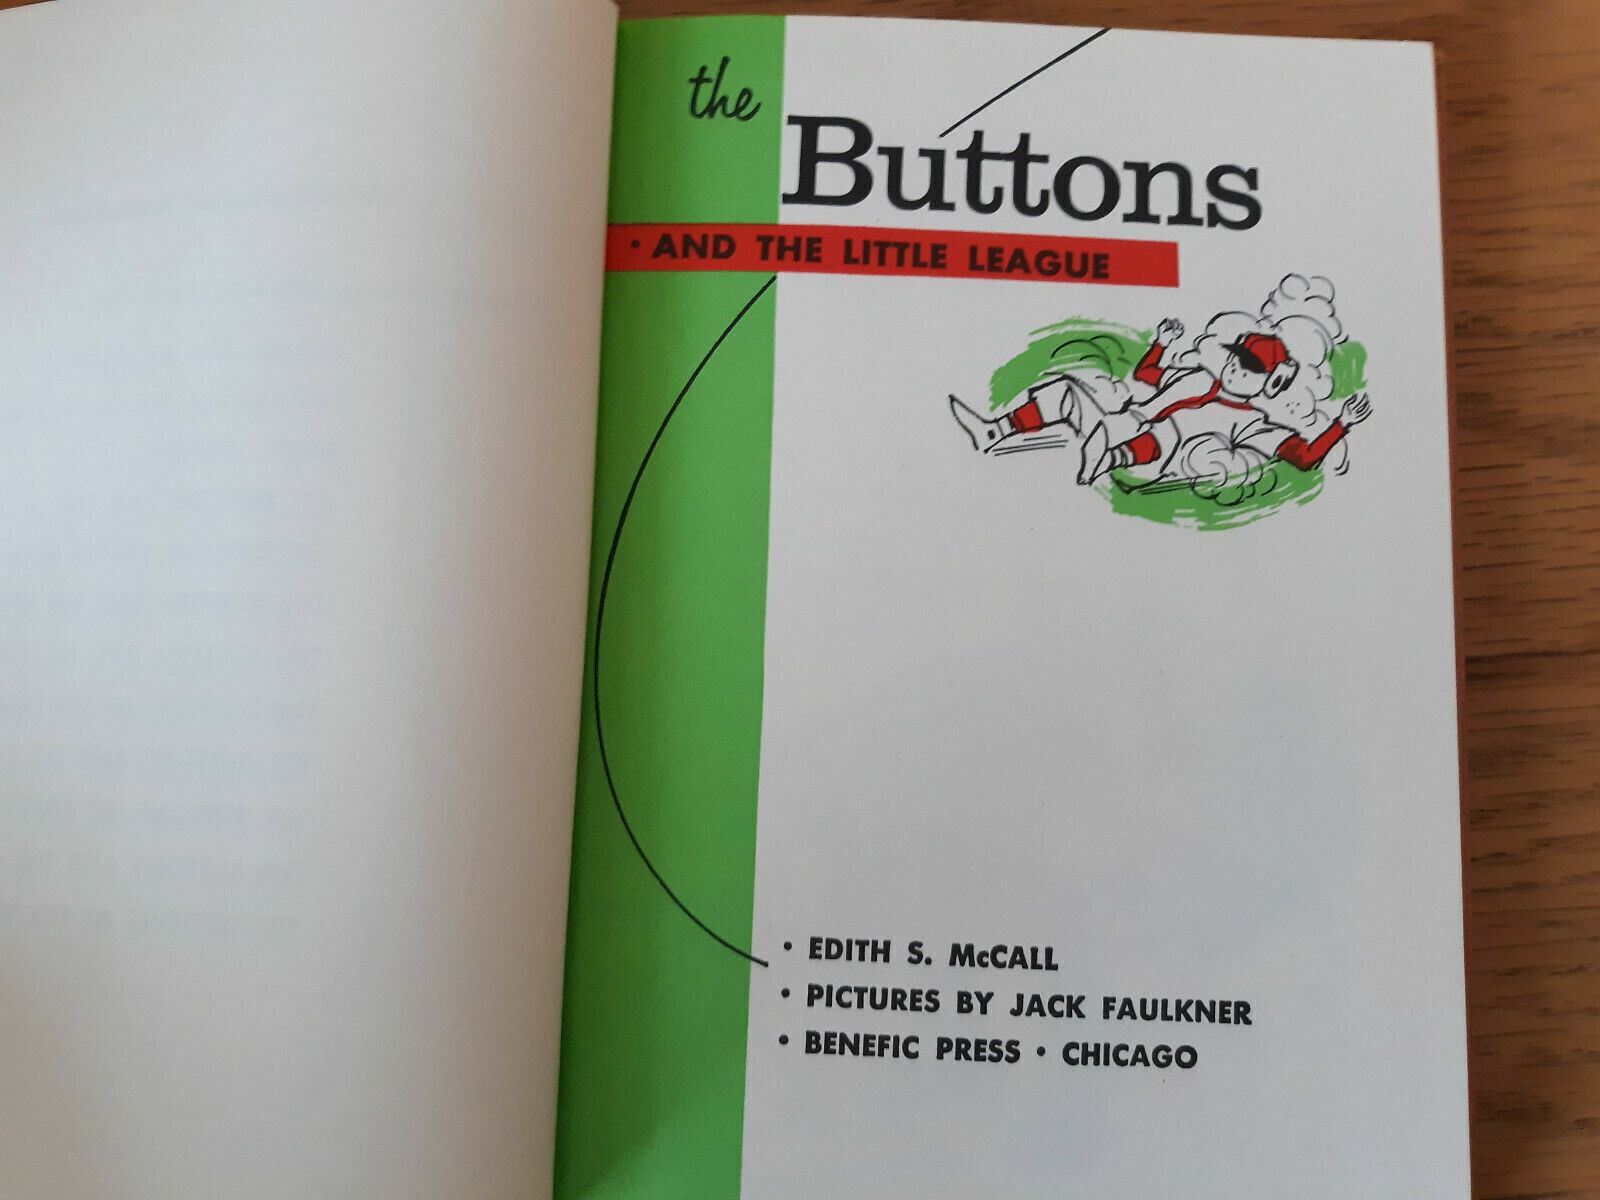 the
Buttons
• AND THE LITTLE LEAGUE
• EDITH S. McCALL
• PICTURES BY JACK FAULKNER
• BENEFIC PRESS • CHICAGO